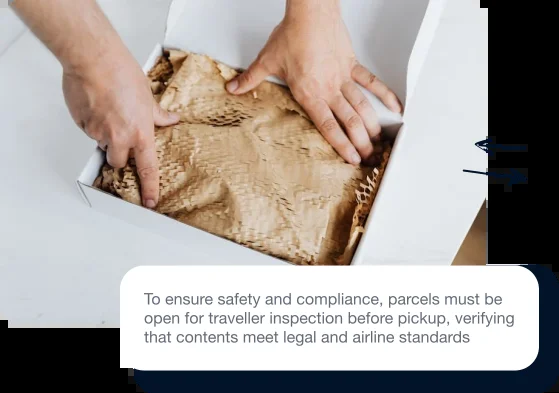 To ensure safety and compliance, parcels must be
open for traveller inspection before pickup, verifying
that contents meet legal and airline standards